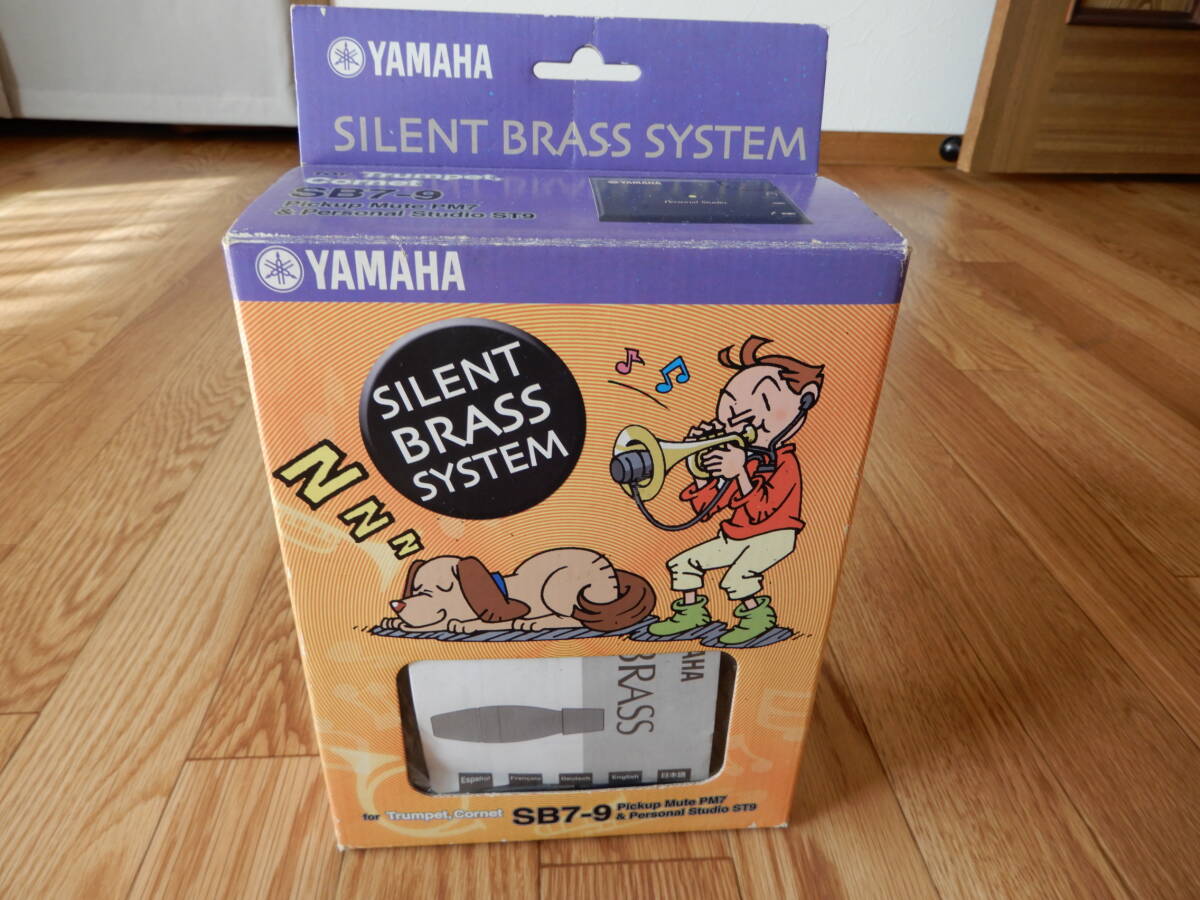 YAMAHA
SILENT BRASS SYSTEM
for Trumpet,
Cornet
SB7-9
Pickup Mute PM7
& Personal Studio ST9
YAMAHA
Personal Studio
YAMAHA
SILENT
BRASS
SYSTEM
N
N
N
AHA
BRASS
Español
Français
Deutsch
English
日本語
for Trumpet, Cornet SB7-9 Pickup Mute PM7
& Personal Studio ST9